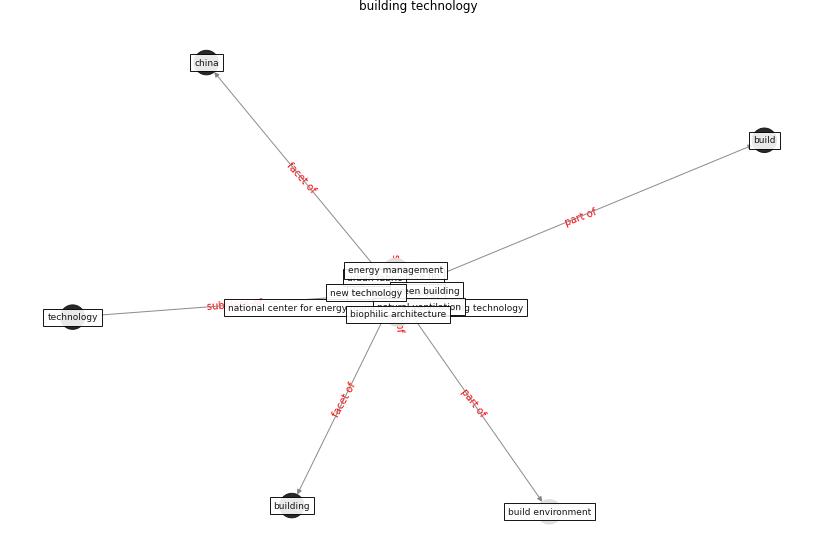 building technology
china
build
facet of
part of
energy management
new technology
een building
sub
national center for energy
g technology
natural ventilation
biophilic architecture
of
technology
facet of
part of
building
build environment